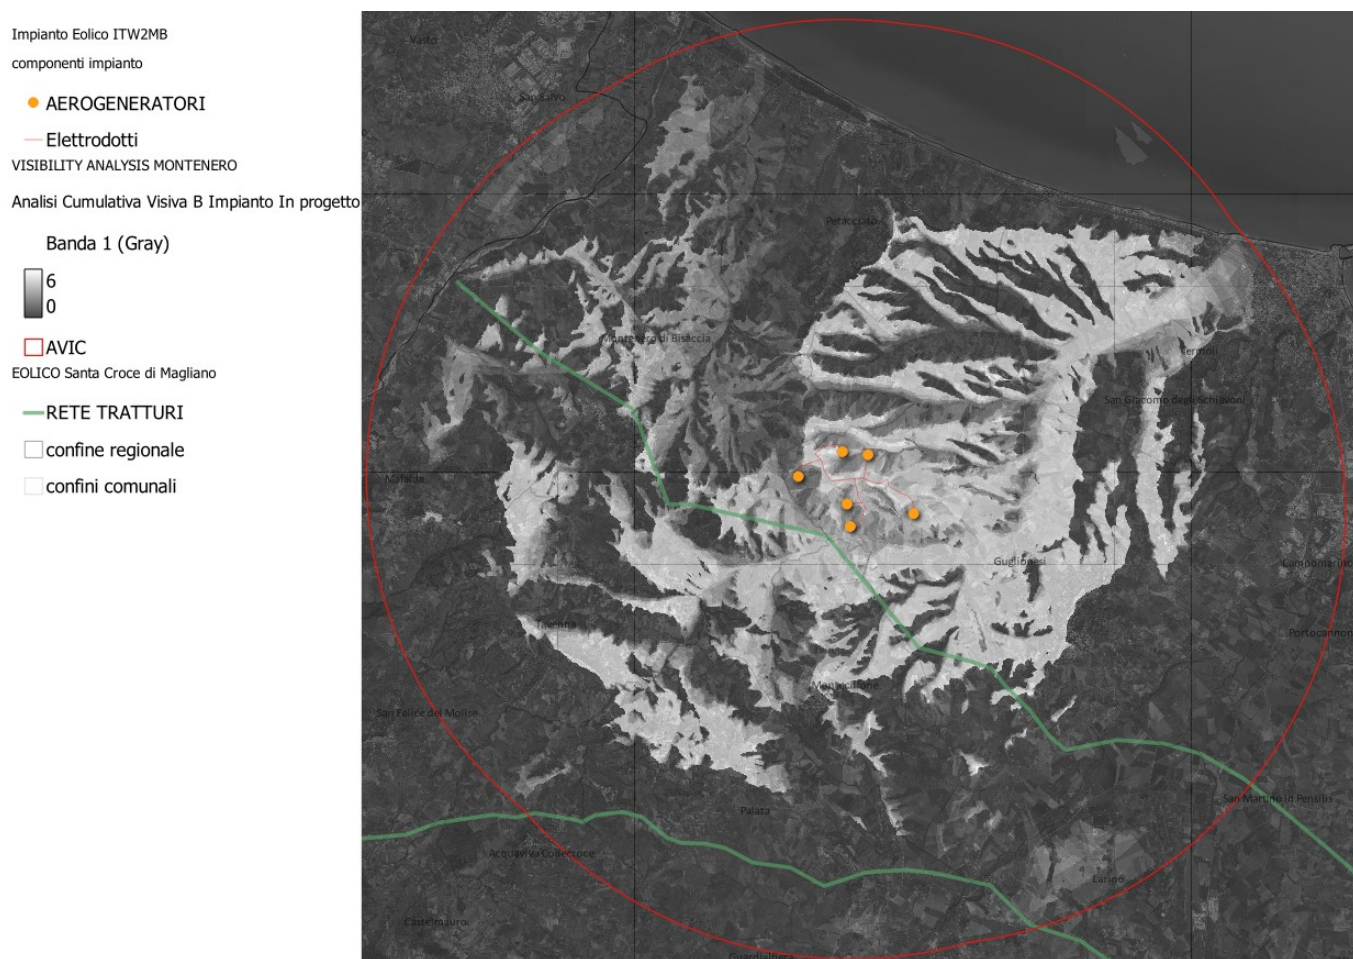 Impianto Eolico ITW2MB
componenti impianto
AEROGENERATORI
Elettrodotti
VISIBILITY ANALYSIS MONTENERO
Analisi Cumulativa Visiva B Impianto In progetto
Banda 1 (Gray)
6
0
AVIC
EOLICO Santa Croce di Magliano
RETE TRATTURI
confine regionale
confini comunali
Vasto
San Salvo
Petacciato
Montenero di Bisaccia
Termoli
San Giacomo degli Schiavoni
Mafalda
Guglionesi
Campomarino
Tavenna
Portocannon
Montecilfone
San Felice del Molise
San Martino in Pensilis
Palata
Acquaviva Collecroce
Larino
Castelmauro
Guardialfiera